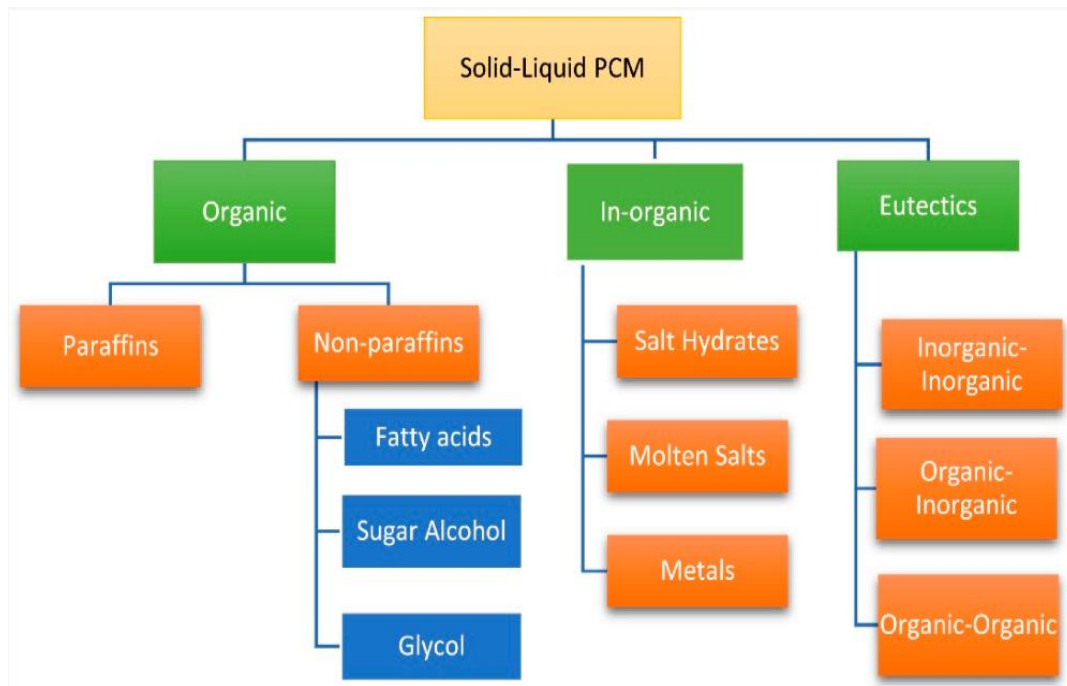 Solid-Liquid PCM
Organic
In-organic
Eutectics
Paraffins
Non-paraffins
Fatty acids
Sugar Alcohol
Glycol
Salt Hydrates
Molten Salts
Metals
Inorganic-
Inorganic
Organic-
Inorganic
Organic-Organic